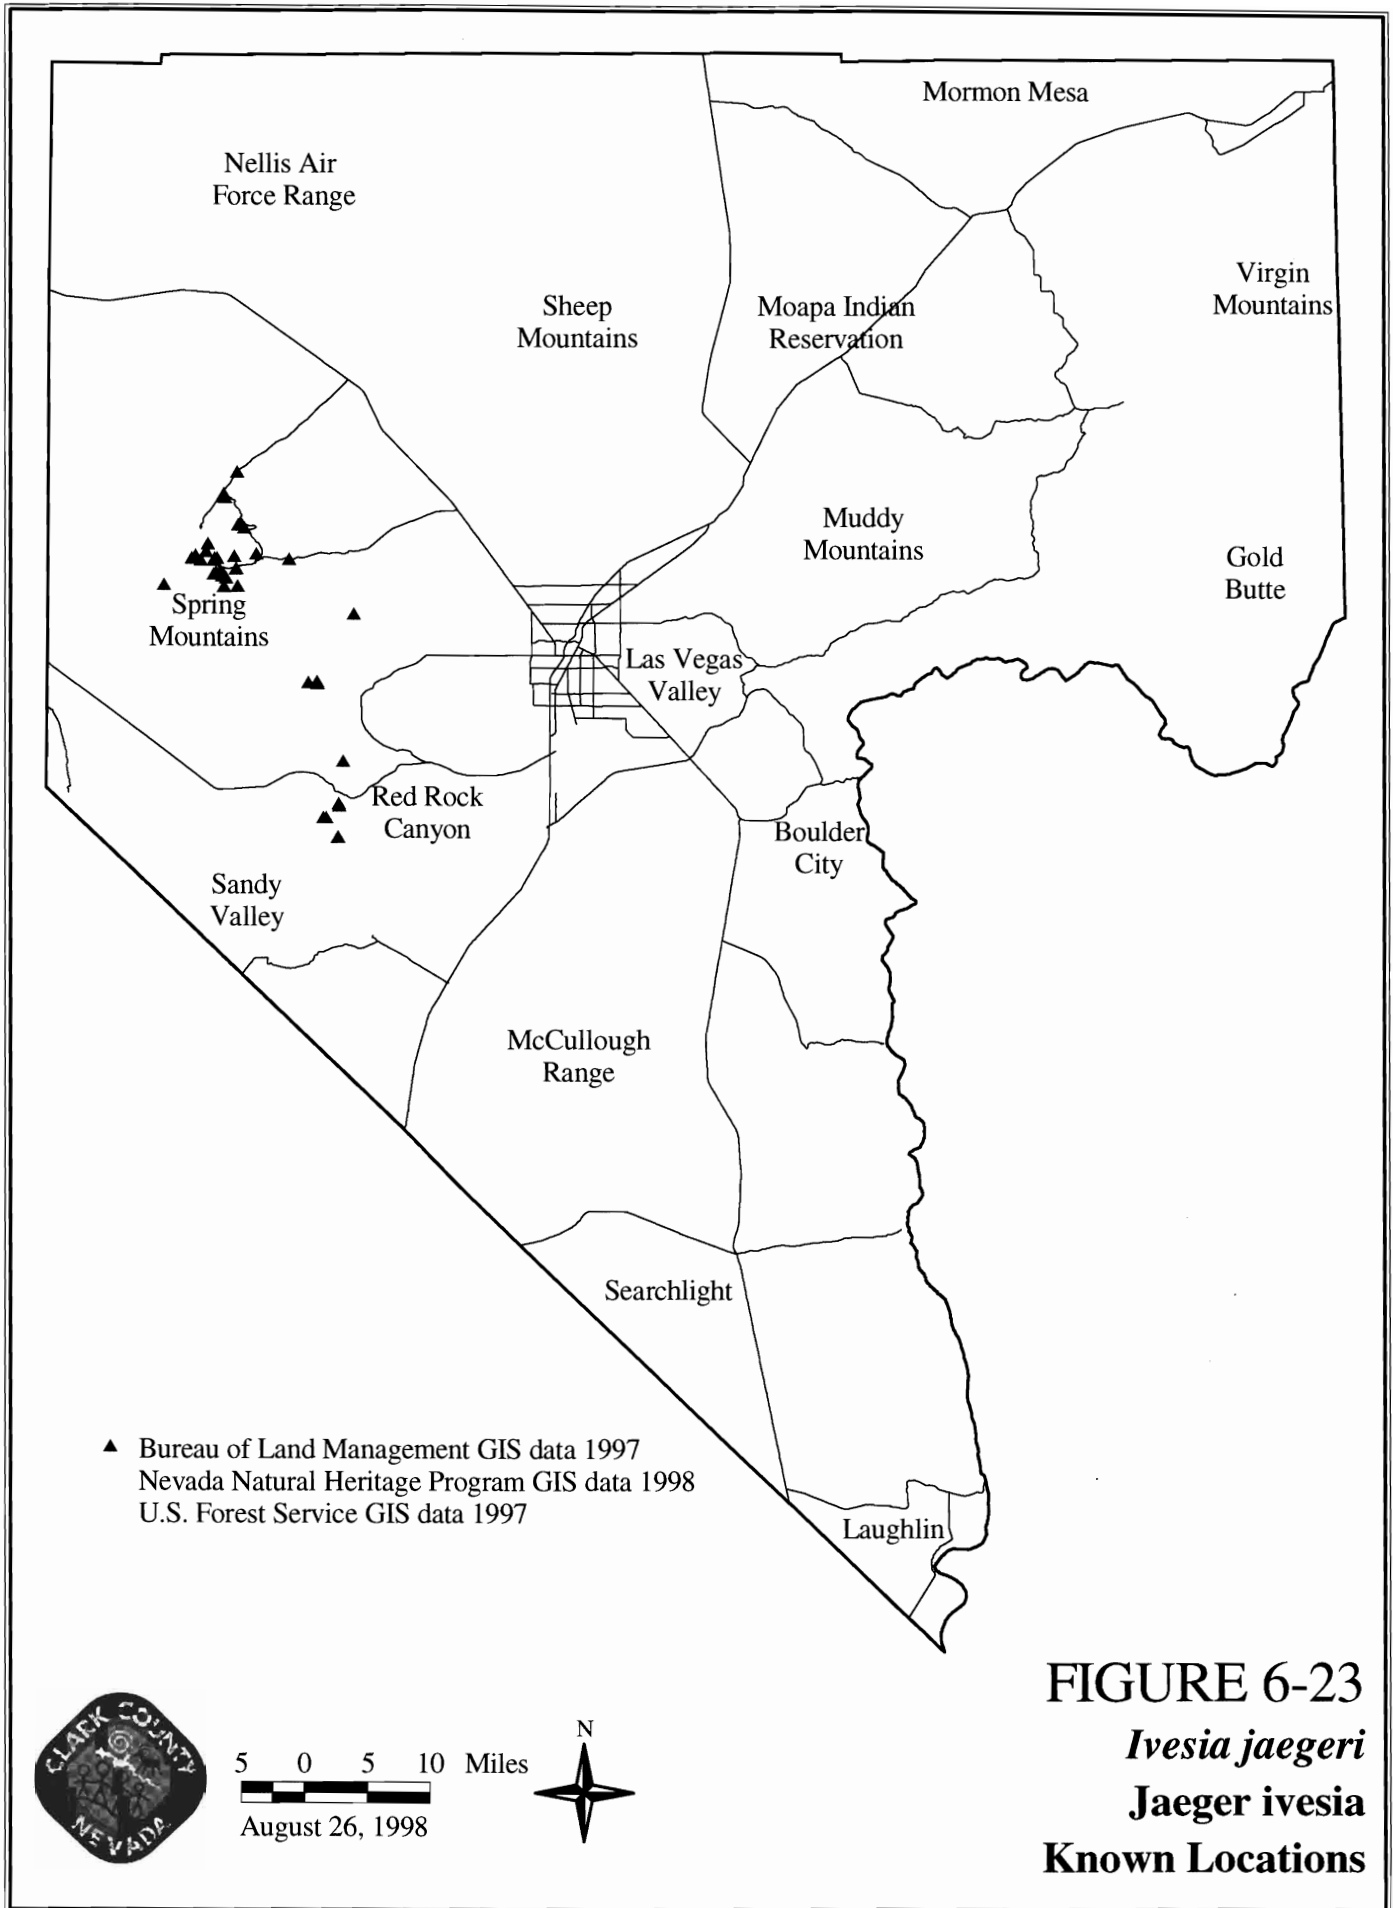 Mormon Mesa
Nellis Air
Force Range
Virgin
Mountains
Sheep
Mountains
Moapa Indian
Reservation
Muddy
Mountains
Gold
Butte
Spring
Mountains
Las Vegas
Valley
Red Rock
Canyon
Boulder
City
Sandy
Valley
McCullough
Range
Searchlight
Bureau of Land Management GIS data 1997
Nevada Natural Heritage Program GIS data 1998
U.S. Forest Service GIS data 1997
Laughlin
FIGURE 6-23
Ivesia jaegeri
Jaeger ivesia
Known Locations
CLARK COUNTY
NEVADA
5 0 5 10 Miles
August 26, 1998
N